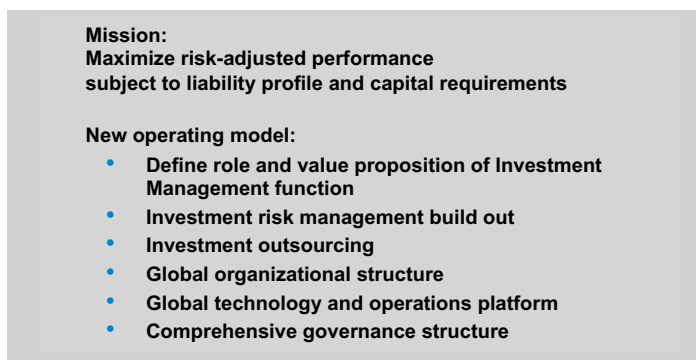 Mission:
Maximize risk-adjusted performance
subject to liability profile and capital requirements
New operating model:
• Define role and value proposition of Investment
Management function
• Investment risk management build out
• Investment outsourcing
• Global organizational structure
• Global technology and operations platform
• Comprehensive governance structure